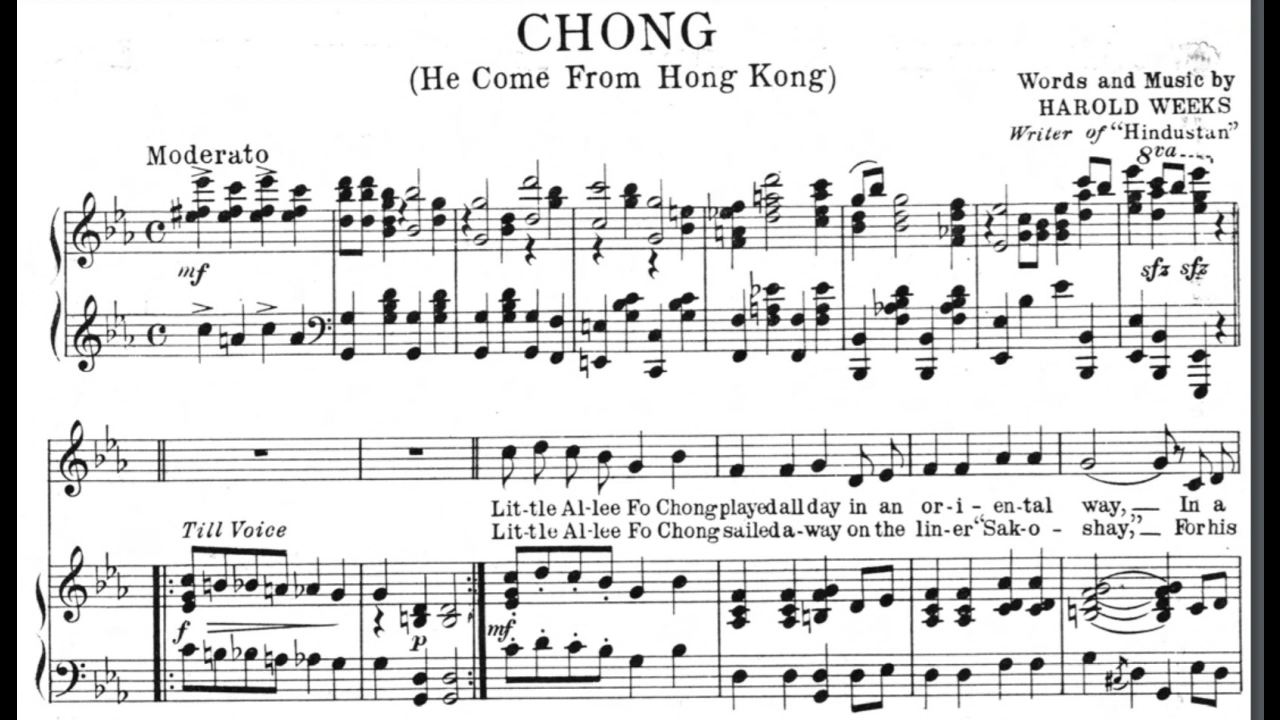 CHONG
(He Come From Hong Kong)
Words and Music by
HAROLD WEEKS
Writer of "Hindustan"
Moderato
8va
mf
sfz sfz
Lit-tle Al-lee Fo Chong played all day in an or-i-en-tal way, In a
Till Voice
Lit-tle Al-lee Fo Chong sailed a-way on the lin-er "Sak-o-shay," For his
f
p
mf